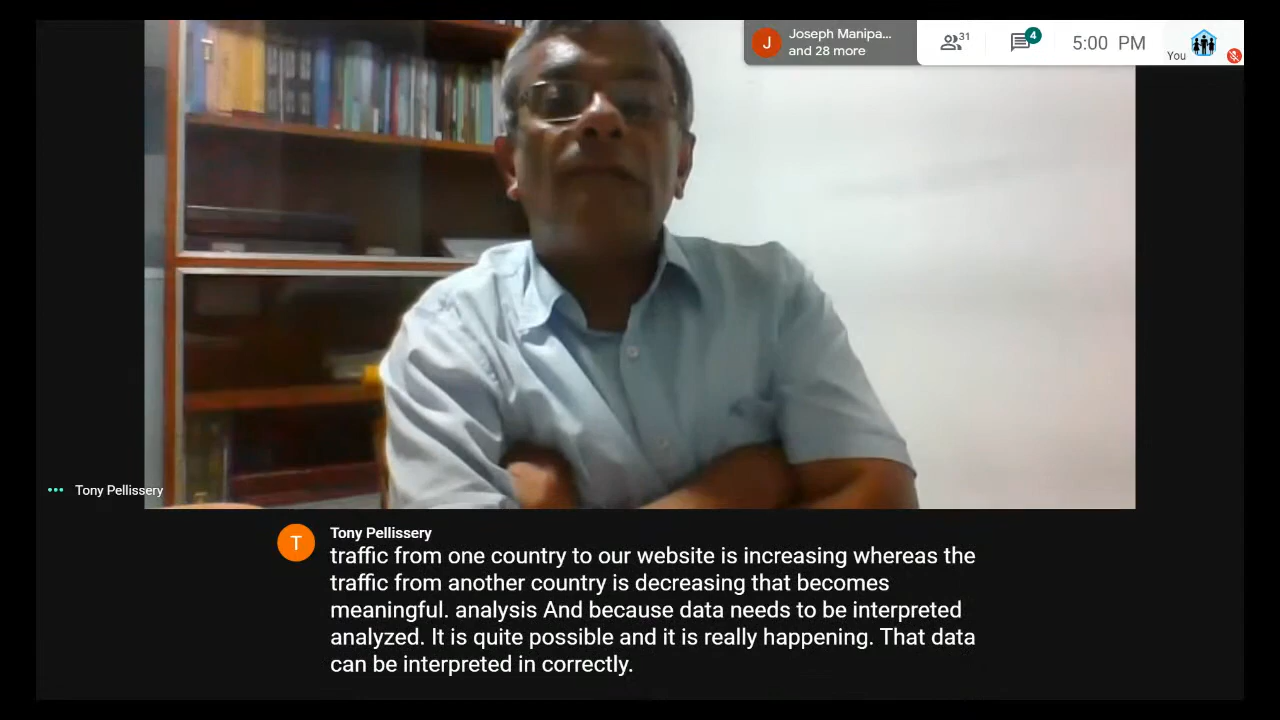 Joseph Manipa...
and 28 more
31
4
5:00 PM
You
J
Tony Pellissery
T
Tony Pellissery
traffic from one country to our website is increasing whereas the
traffic from another country is decreasing that becomes
meaningful. analysis And because data needs to be interpreted
analyzed. It is quite possible and it is really happening. That data
can be interpreted in correctly.